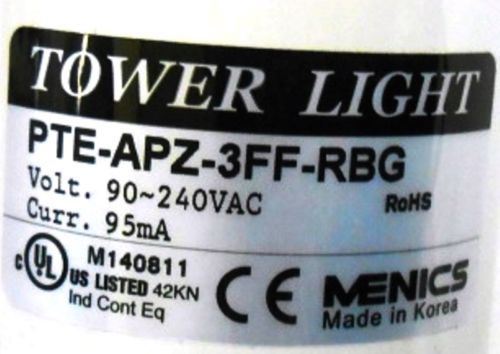 TOWER LIGHT
PTE-APZ-3FF-RBG
Volt. 90~240VAC
RoHS
Curr. 95mA
c UL US LISTED 42KN
M140811
Ind Cont Eq
CE
MENICS
Made in Korea